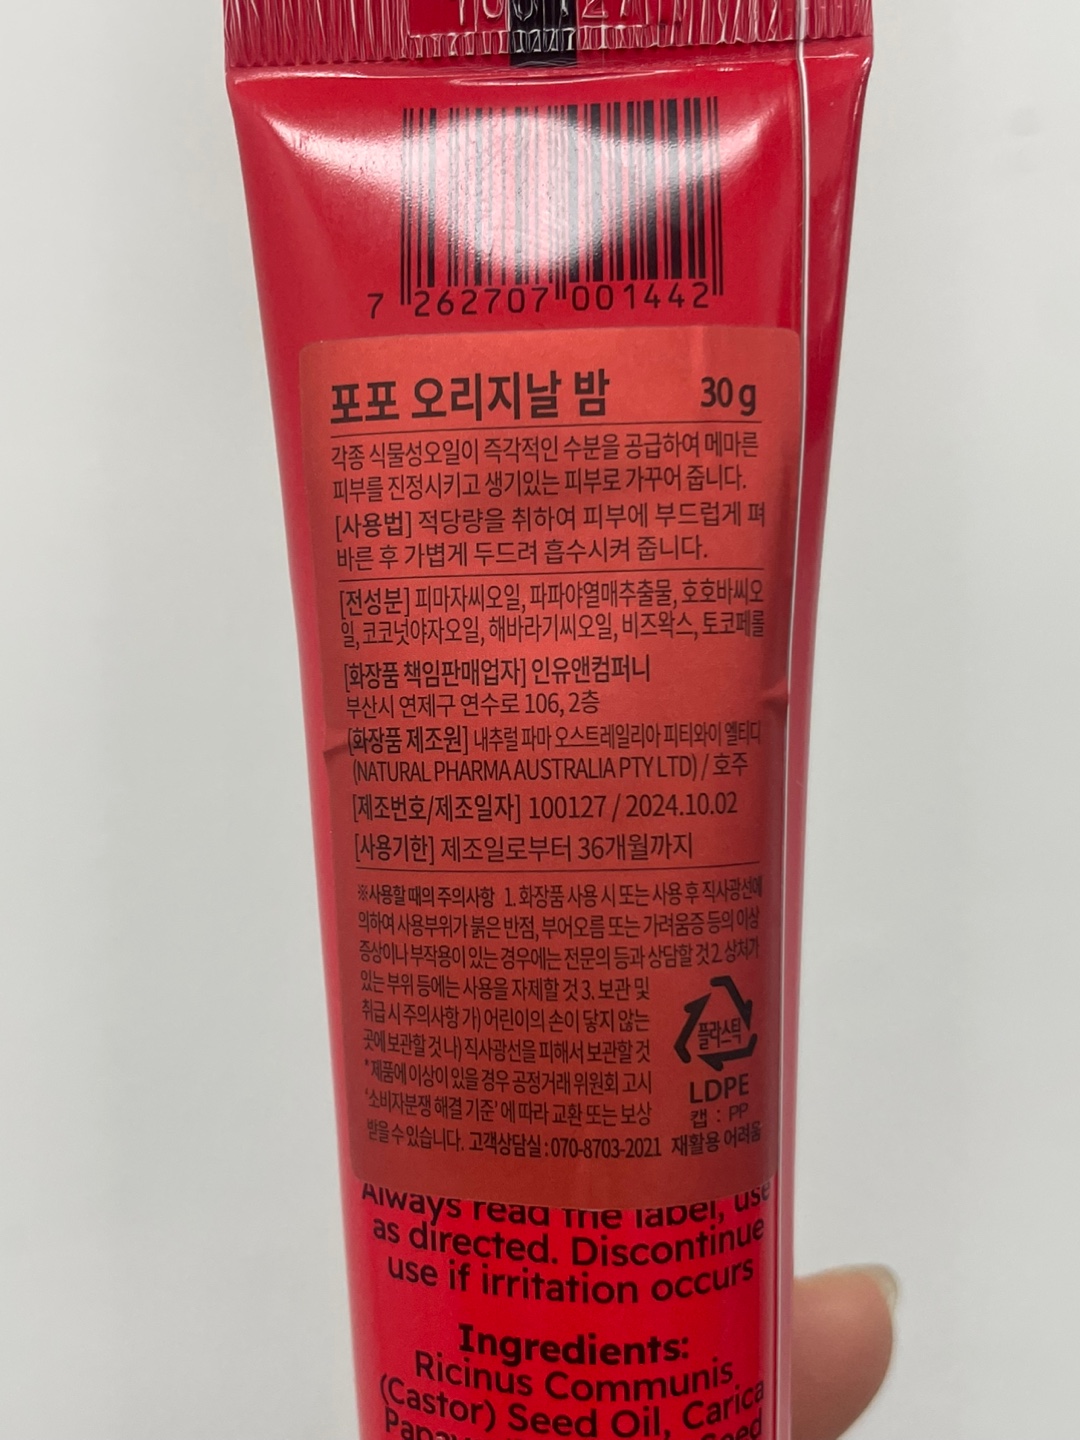 100127
7 262707 001442
포포 오리지날 밤 30g
각종 식물성오일이 즉각적인 수분을 공급하여 메마른
피부를 진정시키고 생기있는 피부로 가꾸어 줍니다.
[사용법] 적당량을 취하여 피부에 부드럽게 펴
바른 후 가볍게 두드려 흡수시켜 줍니다.
[전성분] 피마자씨오일, 파파야열매추출물, 호호바씨오
일, 코코넛야자오일, 해바라기씨오일, 비즈왁스, 토코페롤
[화장품 책임판매업자] 인유앤컴퍼니
부산시 연제구 연수로 106, 2층
[화장품 제조원] 내추럴 파마 오스트레일리아 피티와이 엘티디
(NATURAL PHARMA AUSTRALIA PTY LTD) / 호주
[제조번호/제조일자] 100127 / 2024.10.02
[사용기한] 제조일로부터 36개월까지
※사용할 때의 주의사항 1. 화장품 사용 시 또는 사용 후 직사광선에
의하여 사용부위가 붉은 반점, 부어오름 또는 가려움증 등의 이상
증상이나 부작용이 있는 경우에는 전문의 등과 상담할 것 2. 상처가
있는 부위 등에는 사용을 자제할 것 3. 보관 및
취급 시 주의사항 가) 어린이의 손이 닿지 않는
곳에 보관할 것 나) 직사광선을 피해서 보관할 것
*제품에 이상이 있을 경우 공정거래 위원회 고시
'소비자분쟁 해결 기준'에 따라 교환 또는 보상
받을 수 있습니다. 고객상담실 : 070-8703-2021
플라스틱
LDPE
캡 : PP
재활용 어려움
Always read the label, use
as directed. Discontinue
use if irritation occurs
Ingredients:
Ricinus Communis
(Castor) Seed Oil, Carica
Seed